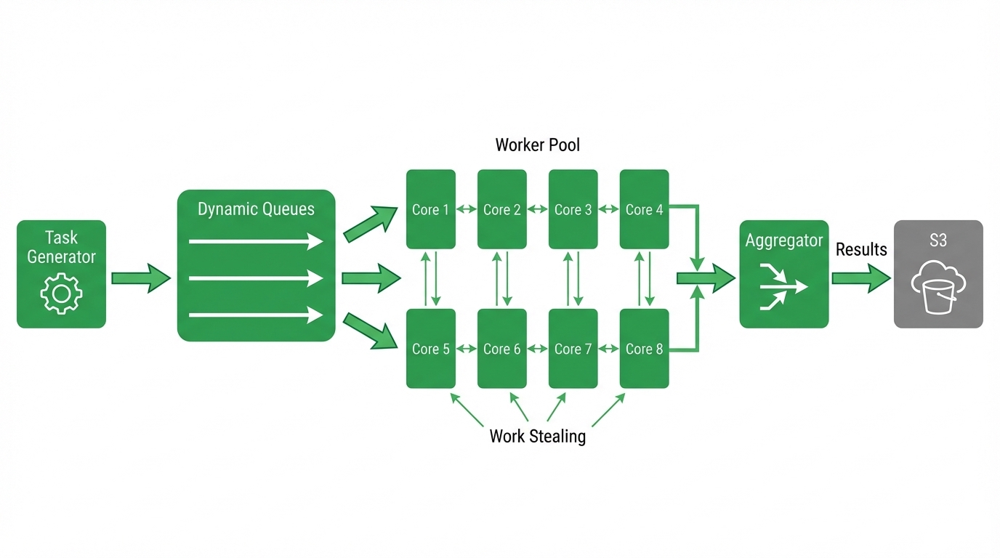 Task
Generator
Dynamic Queues
Worker Pool
Core 1
Core 2
Core 3
Core 4
Core 5
Core 6
Core 7
Core 8
Work Stealing
Aggregator
Results
S3